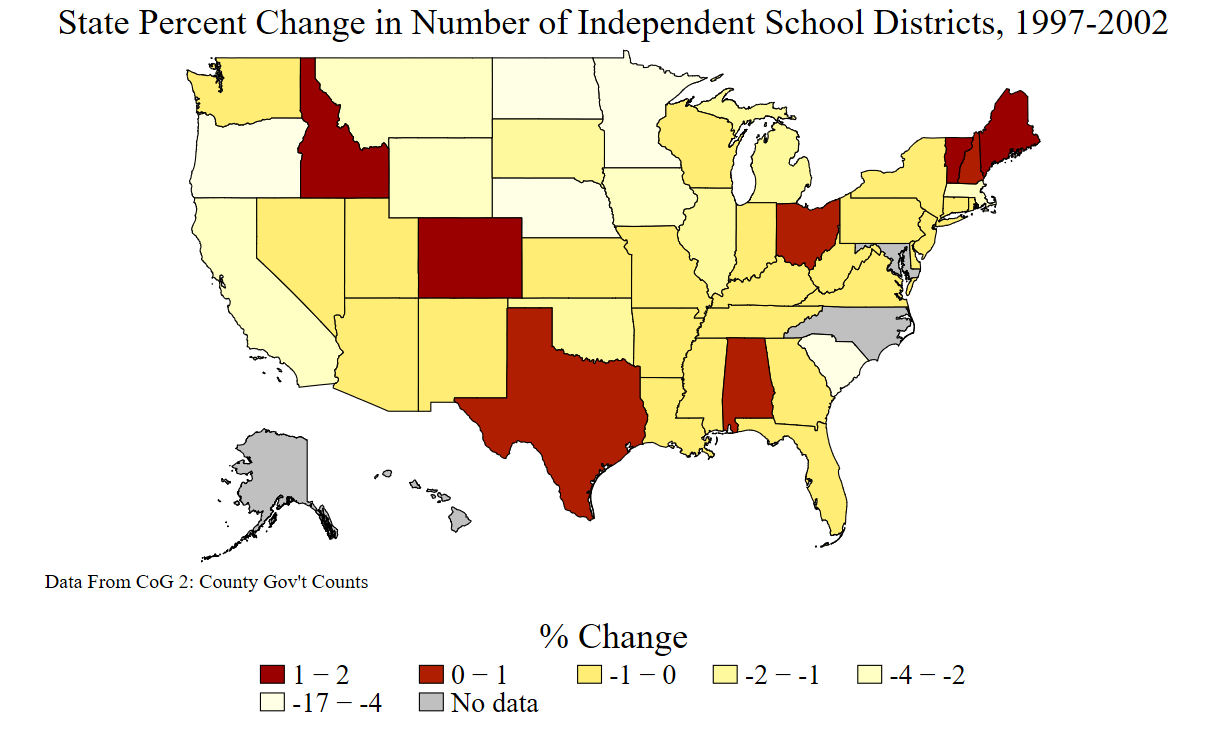 State Percent Change in Number of Independent School Districts, 1997-2002
Data From CoG 2: County Gov't Counts
% Change
1 − 2 0 − 1 -1 − 0 -2 − -1 -4 − -2
-17 − -4 No data